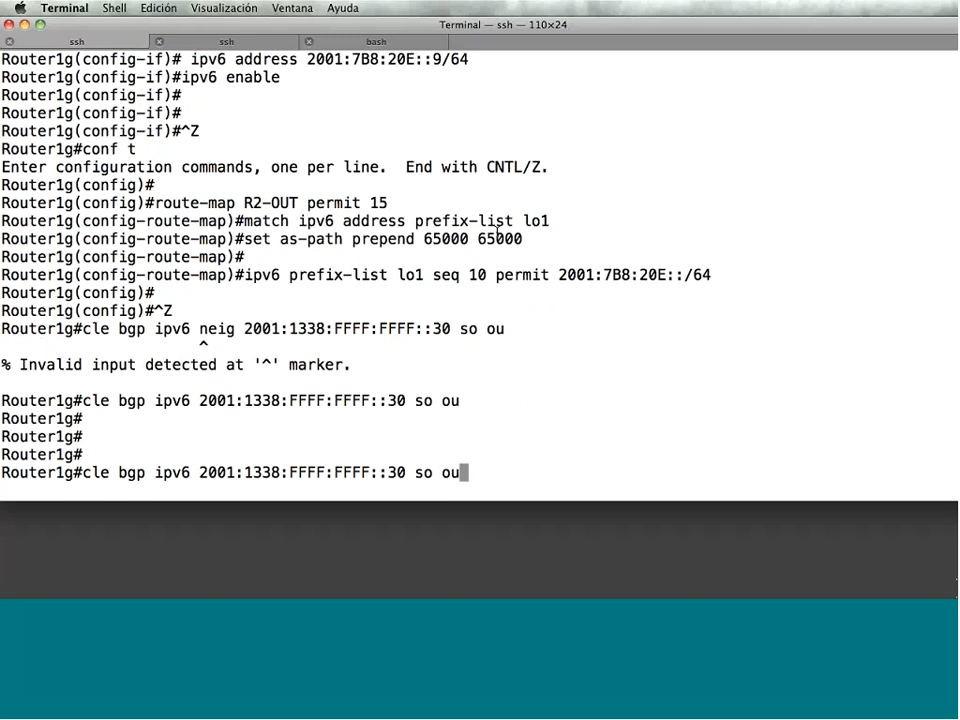 Terminal Shell Edición Visualización Ventana Ayuda
Terminal — ssh — 110×24
ssh ssh bash
Router1g(config-if)# ipv6 address 2001:7B8:20E::9/64
Router1g(config-if)#ipv6 enable
Router1g(config-if)#
Router1g(config-if)#
Router1g(config-if)#^Z
Router1g#conf t
Enter configuration commands, one per line.  End with CNTL/Z.
Router1g(config)#
Router1g(config)#route-map R2-OUT permit 15
Router1g(config-route-map)#match ipv6 address prefix-list lo1
Router1g(config-route-map)#set as-path prepend 65000 65000
Router1g(config-route-map)#
Router1g(config-route-map)#ipv6 prefix-list lo1 seq 10 permit 2001:7B8:20E::/64
Router1g(config)#
Router1g(config)#^Z
Router1g#cle bgp ipv6 neig 2001:1338:FFFF:FFFF::30 so ou
^
% Invalid input detected at '^' marker.
Router1g#cle bgp ipv6 2001:1338:FFFF:FFFF::30 so ou
Router1g#
Router1g#
Router1g#
Router1g#cle bgp ipv6 2001:1338:FFFF:FFFF::30 so ou